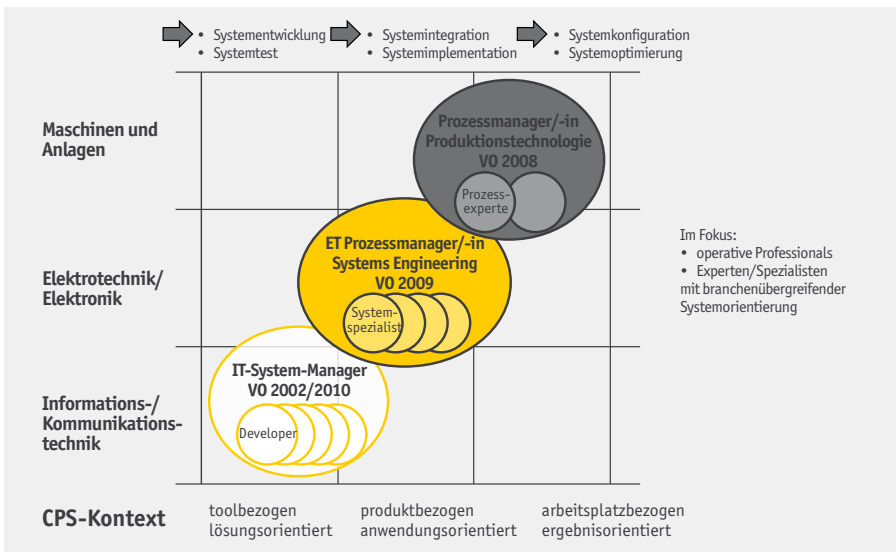 • Systementwicklung
• Systemtest
• Systemintegration
• Systemimplementation
• Systemkonfiguration
• Systemoptimierung
Maschinen und
Anlagen
Prozessmanager/-in
Produktionstechnologie
VO 2008
Prozess-
experte
Elektrotechnik/
Elektronik
ET Prozessmanager/-in
Systems Engineering
VO 2009
System-
spezialist
Im Fokus:
• operative Professionals
• Experten/Spezialisten
mit branchenübergreifender
Systemorientierung
Informations-/
Kommunikations-
technik
IT-System-Manager
VO 2002/2010
Developer
CPS-Kontext
toolbezogen
lösungsorientiert
produktbezogen
anwendungsorientiert
arbeitsplatzbezogen
ergebnisorientiert